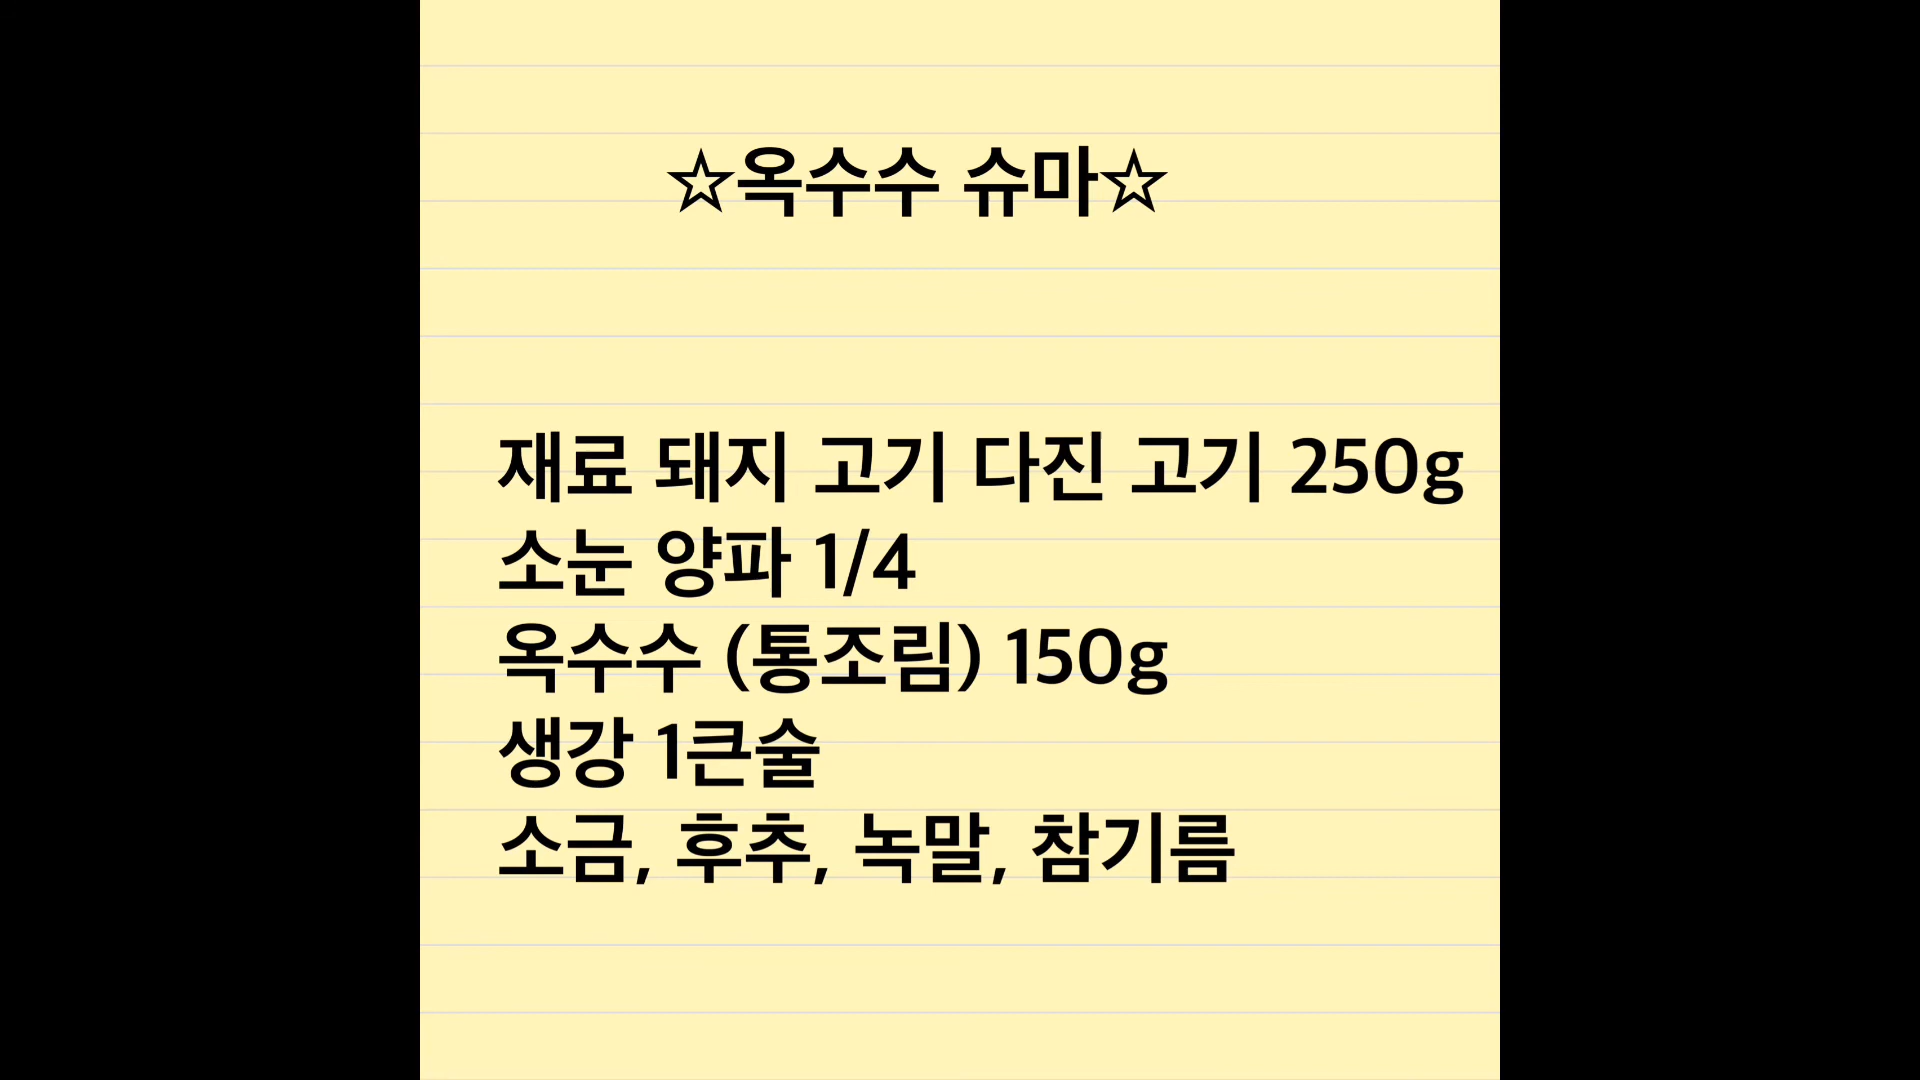 ☆옥수수 슈마☆
재료 돼지 고기 다진 고기 250g
소눈 양파 1/4
옥수수 (통조림) 150g
생강 1큰술
소금, 후추, 녹말, 참기름